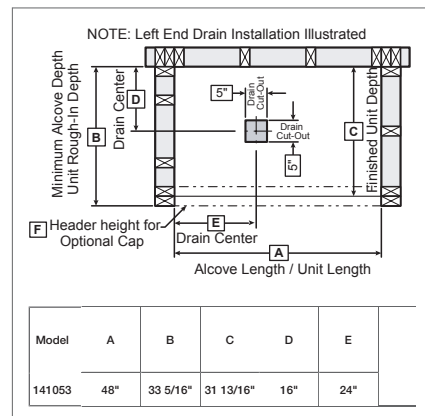 NOTE: Left End Drain Installation Illustrated
Minimum Alcove Depth
Unit Rough-In Depth
B
Drain Center
D
5"
Drain
Cut-Out
Drain
Cut-Out
5"
C
Finished Unit Depth
F Header height for
Optional Cap
E
Drain Center
A
Alcove Length / Unit Length
Model A B C D E
141053 48" 33 5/16" 31 13/16" 16" 24"